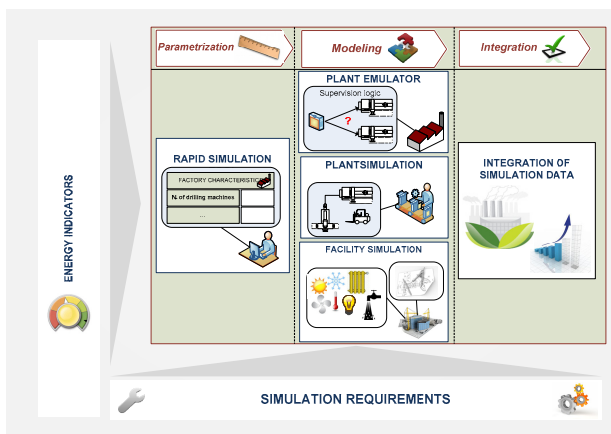 Parametrization
Modeling
Integration
PLANT EMULATOR
Supervision logic
?
RAPID SIMULATION
FACTORY CHARACTERISTIC
N. of drilling machines
...
PLANTSIMULATION
FACILITY SIMULATION
INTEGRATION OF
SIMULATION DATA
ENERGY INDICATORS
SIMULATION REQUIREMENTS